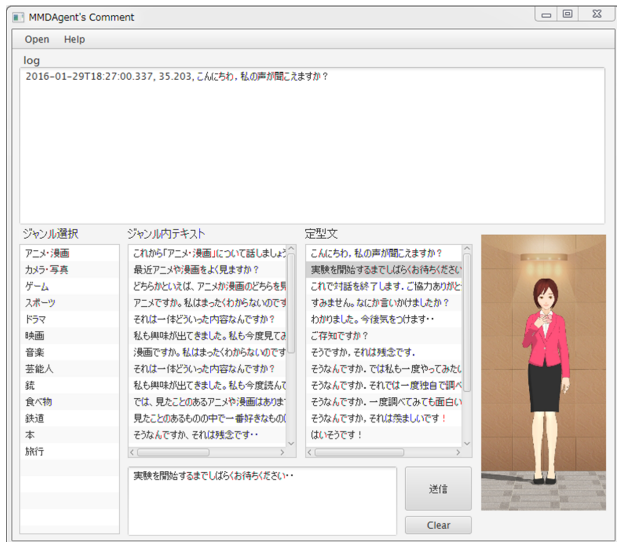 MMDAgent's Comment
Open Help
log
2016-01-29T18:27:00.337, 35.203, こんにちわ，私の声が聞こえますか？
ジャンル選択
アニメ・漫画
カメラ・写真
ゲーム
スポーツ
ドラマ
映画
音楽
芸能人
銃
食べ物
鉄道
本
旅行
ジャンル内テキスト
これから「アニメ・漫画」について話しましょう
最近アニメや漫画をよく見ますか？
どちらかといえば、アニメか漫画のどちらを見
アニメですか。私はまったくわからないのです
それは一体どういった内容なんですか？
私も興味が出てきました。私も今度見てみ
漫画ですか。私はまったくわからないのです
それは一体どういった内容なんですか？
私も興味が出てきました。私も今度読んで
では、見たことのあるアニメや漫画はありま
見たことのあるものの中で一番好きなもの
そうなんですか、それは残念です・・
定型文
こんにちわ，私の声が聞こえますか？
実験を開始するまでしばらくお待ちください
これで対話を終了します．ご協力ありがと
すみません。なにか言いかけましたか？
わかりました。今後気をつけます・・
ご存知ですか？
そうですか，それは残念です．
そうなんですか．では私も一度やってみたい
そうなんですか．それでは一度独自で調べ
そうなんですか．一度調べてみても面白い
そうなんですか，それは羨ましいです！
はいそうです！
実験を開始するまでしばらくお待ちください・・
送信
Clear